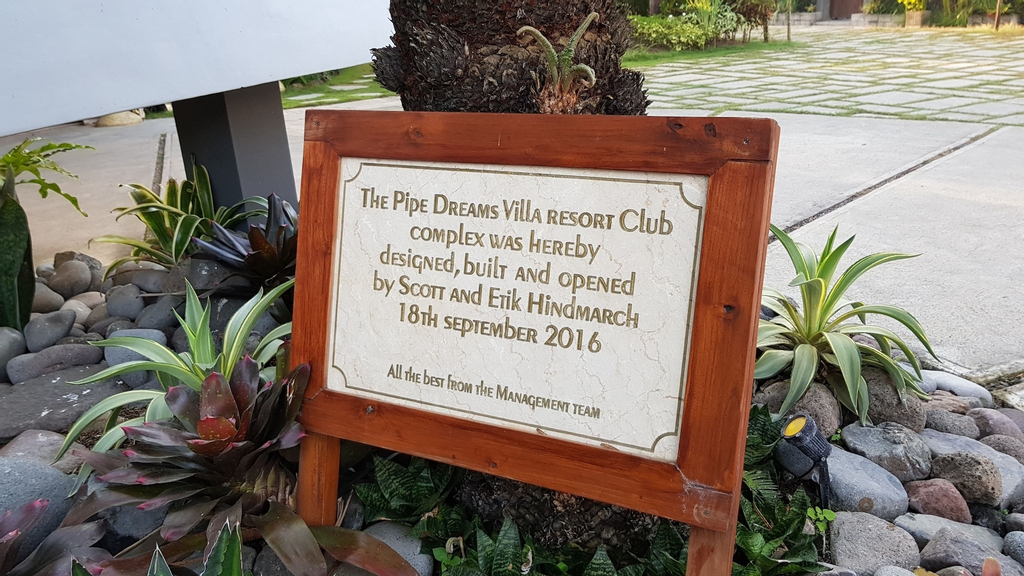 The Pipe Dreams Villa resort Club
complex was hereby
designed, built and opened
by Scott and Etik Hindmarch
18th september 2016
All the best from the Management team